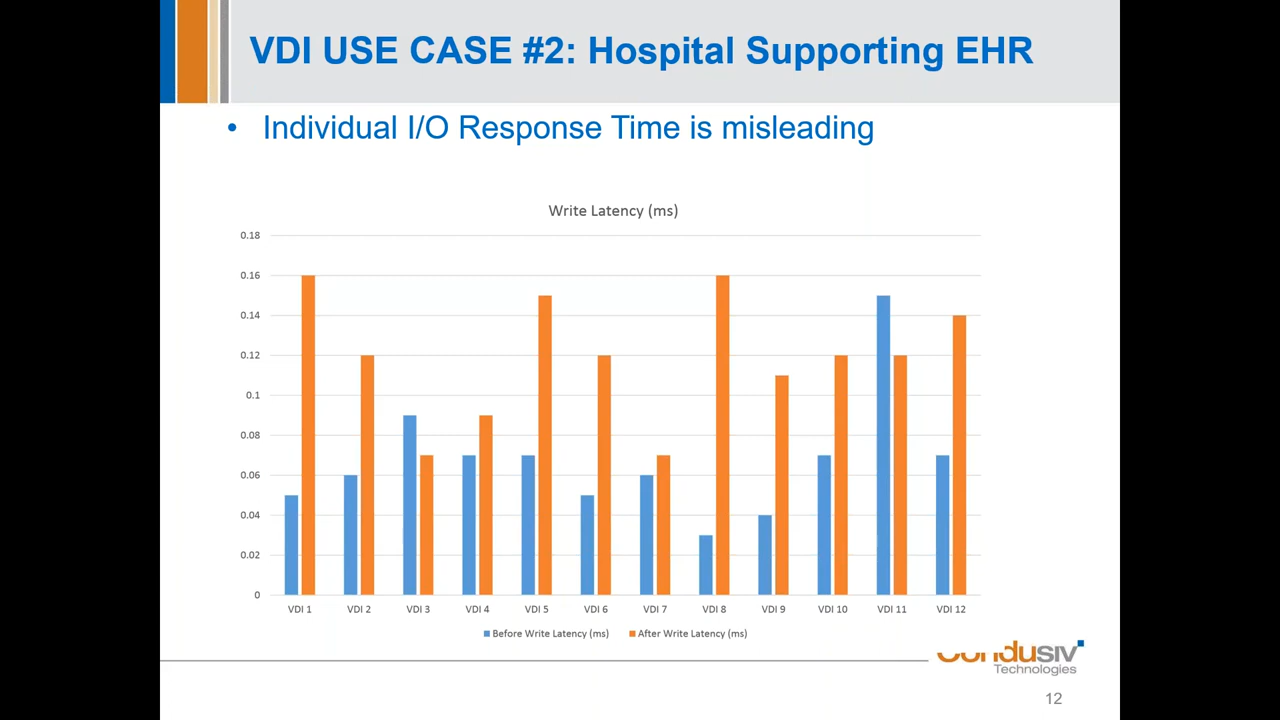 VDI USE CASE #2: Hospital Supporting EHR
• Individual I/O Response Time is misleading
Write Latency (ms)
0.18
0.16
0.14
0.12
0.1
0.08
0.06
0.04
0.02
0
VDI 1 VDI 2 VDI 3 VDI 4 VDI 5 VDI 6 VDI 7 VDI 8 VDI 9 VDI 10 VDI 11 VDI 12
Before Write Latency (ms) After Write Latency (ms)
condusiv
Technologies
12